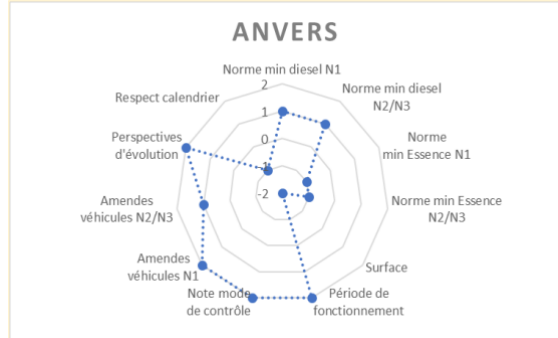 ANVERS
Norme min diesel N1
Norme min diesel
N2/N3
Norme
min Essence N1
Norme min Essence
N2/N3
Surface
Période de
fonctionnement
Note mode
de contrôle
Amendes
véhicules N1
Amendes
véhicules N2/N3
Perspectives
d'évolution
Respect calendrier
2
1
0
-1
-2